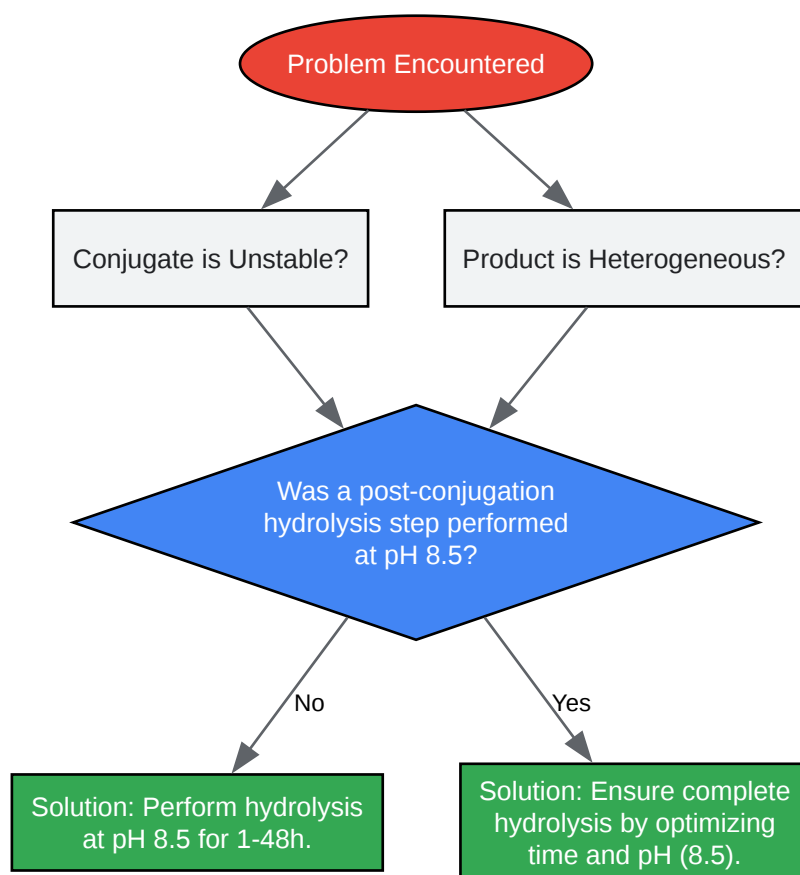 Problem Encountered
Conjugate is Unstable?
Product is Heterogeneous?
Was a post-conjugation
hydrolysis step performed
at pH 8.5?
No
Yes
Solution: Perform hydrolysis
at pH 8.5 for 1-48h.
Solution: Ensure complete
hydrolysis by optimizing
time and pH (8.5).